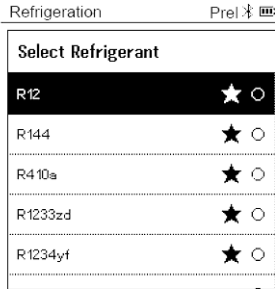 Refrigeration Prel
Select Refrigerant
R12
R144
R410a
R1233zd
R1234yf